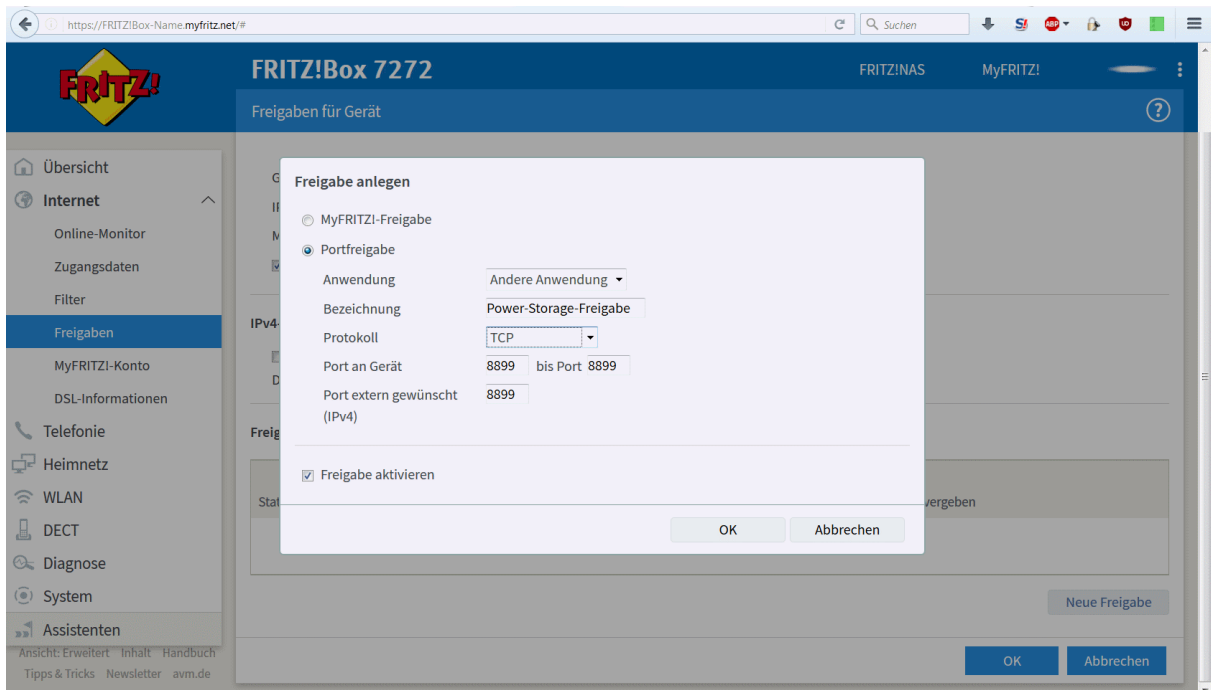 https://FRITZ!Box-Name.myfritz.net/#
Suchen
S!
ABP
FRITZ!
FRITZ!Box 7272
FRITZ!NAS
MyFRITZ!
Freigaben für Gerät
?
Übersicht
Internet
Online-Monitor
Zugangsdaten
Filter
Freigaben
MyFRITZ!-Konto
DSL-Informationen
Telefonie
Heimnetz
WLAN
DECT
Diagnose
System
Assistenten
Ansicht: Erweitert Inhalt Handbuch
Tipps & Tricks Newsletter avm.de
Freigabe anlegen
MyFRITZ!-Freigabe
Portfreigabe
Anwendung Andere Anwendung
Bezeichnung Power-Storage-Freigabe
Protokoll TCP
Port an Gerät 8899 bis Port 8899
Port extern gewünscht 8899
(IPv4)
Freigabe aktivieren
OK Abbrechen
IPv4-
Freig
Stat
vergeben
Neue Freigabe
OK Abbrechen